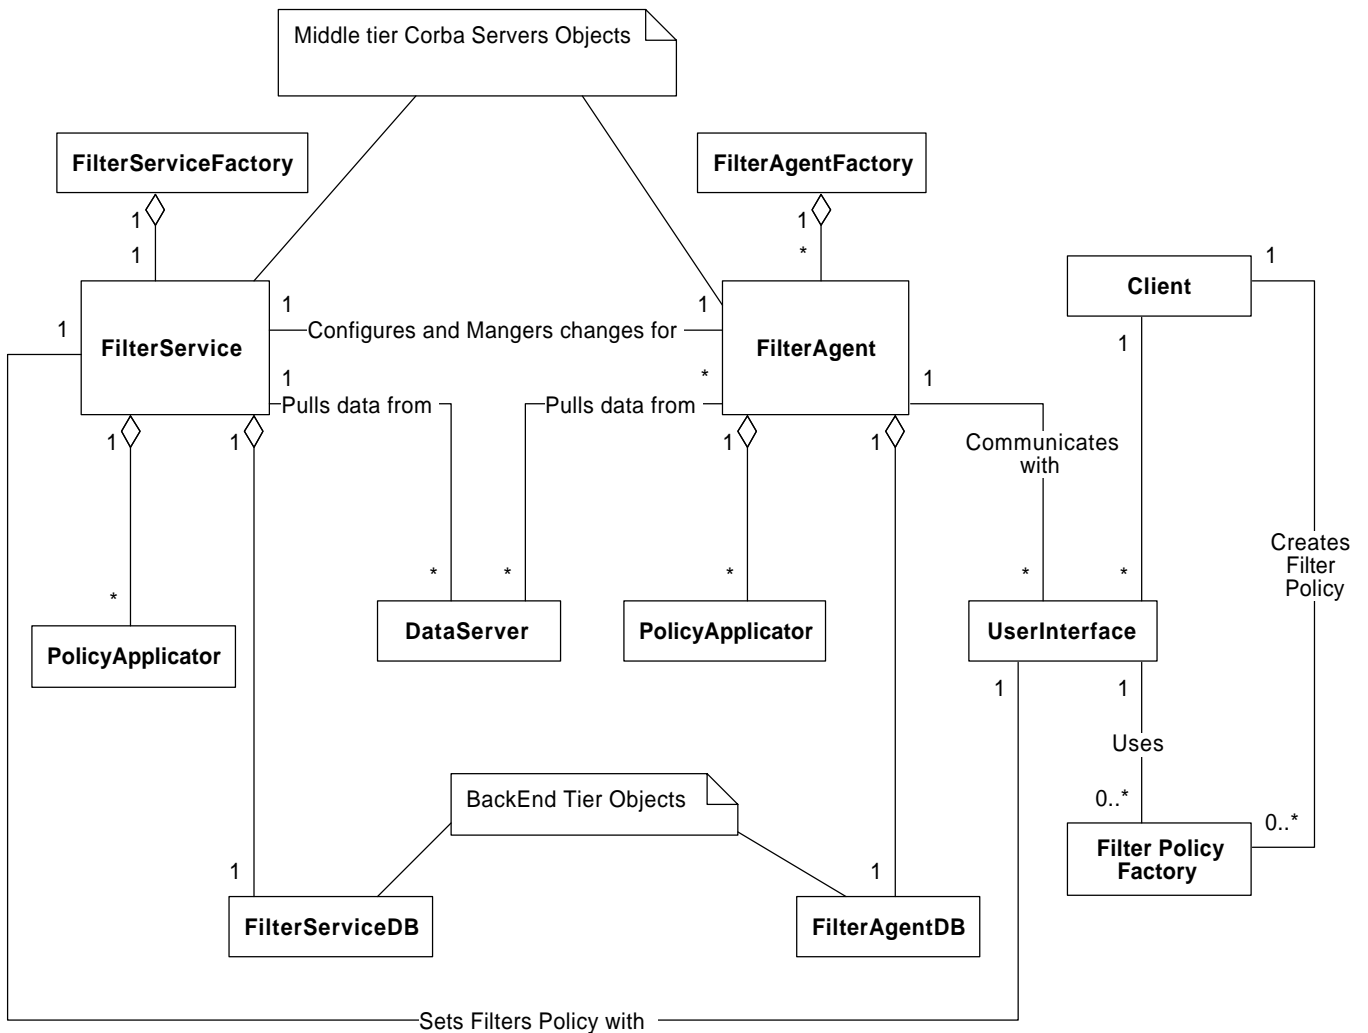 Middle tier Corba Servers Objects
FilterServiceFactory
FilterAgentFactory
1
1
1
*
1
Client
1
1
1
1
Configures and Mangers changes for
FilterService
FilterAgent
1
1
*
1
Pulls data from
Pulls data from
1
1
1
1
Communicates
with
Creates
Filter
Policy
*
*
*
*
*
*
DataServer
PolicyApplicator
UserInterface
PolicyApplicator
1
1
Uses
BackEnd Tier Objects
0..*
0..*
Filter Policy
Factory
1
1
FilterServiceDB
FilterAgentDB
Sets Filters Policy with